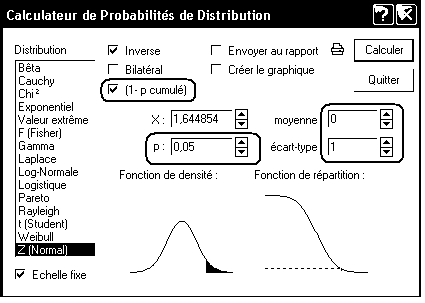 Calculateur de Probabilités de Distribution ?
Distribution
Inverse
Envoyer au rapport
Calculer
Bilatéral
Créer le graphique
Quitter
(1- p cumulé)
Bêta
Cauchy
Chi ²
Exponentiel
Valeur extrême
F (Fisher)
Gamma
Laplace
Log-Normale
Logistique
Pareto
Rayleigh
t (Student)
Weibull
Z (Normal)
X : 1,644854
moyenne 0
p : 0,05
écart-type 1
Fonction de densité :
Fonction de répartition :
Echelle fixe